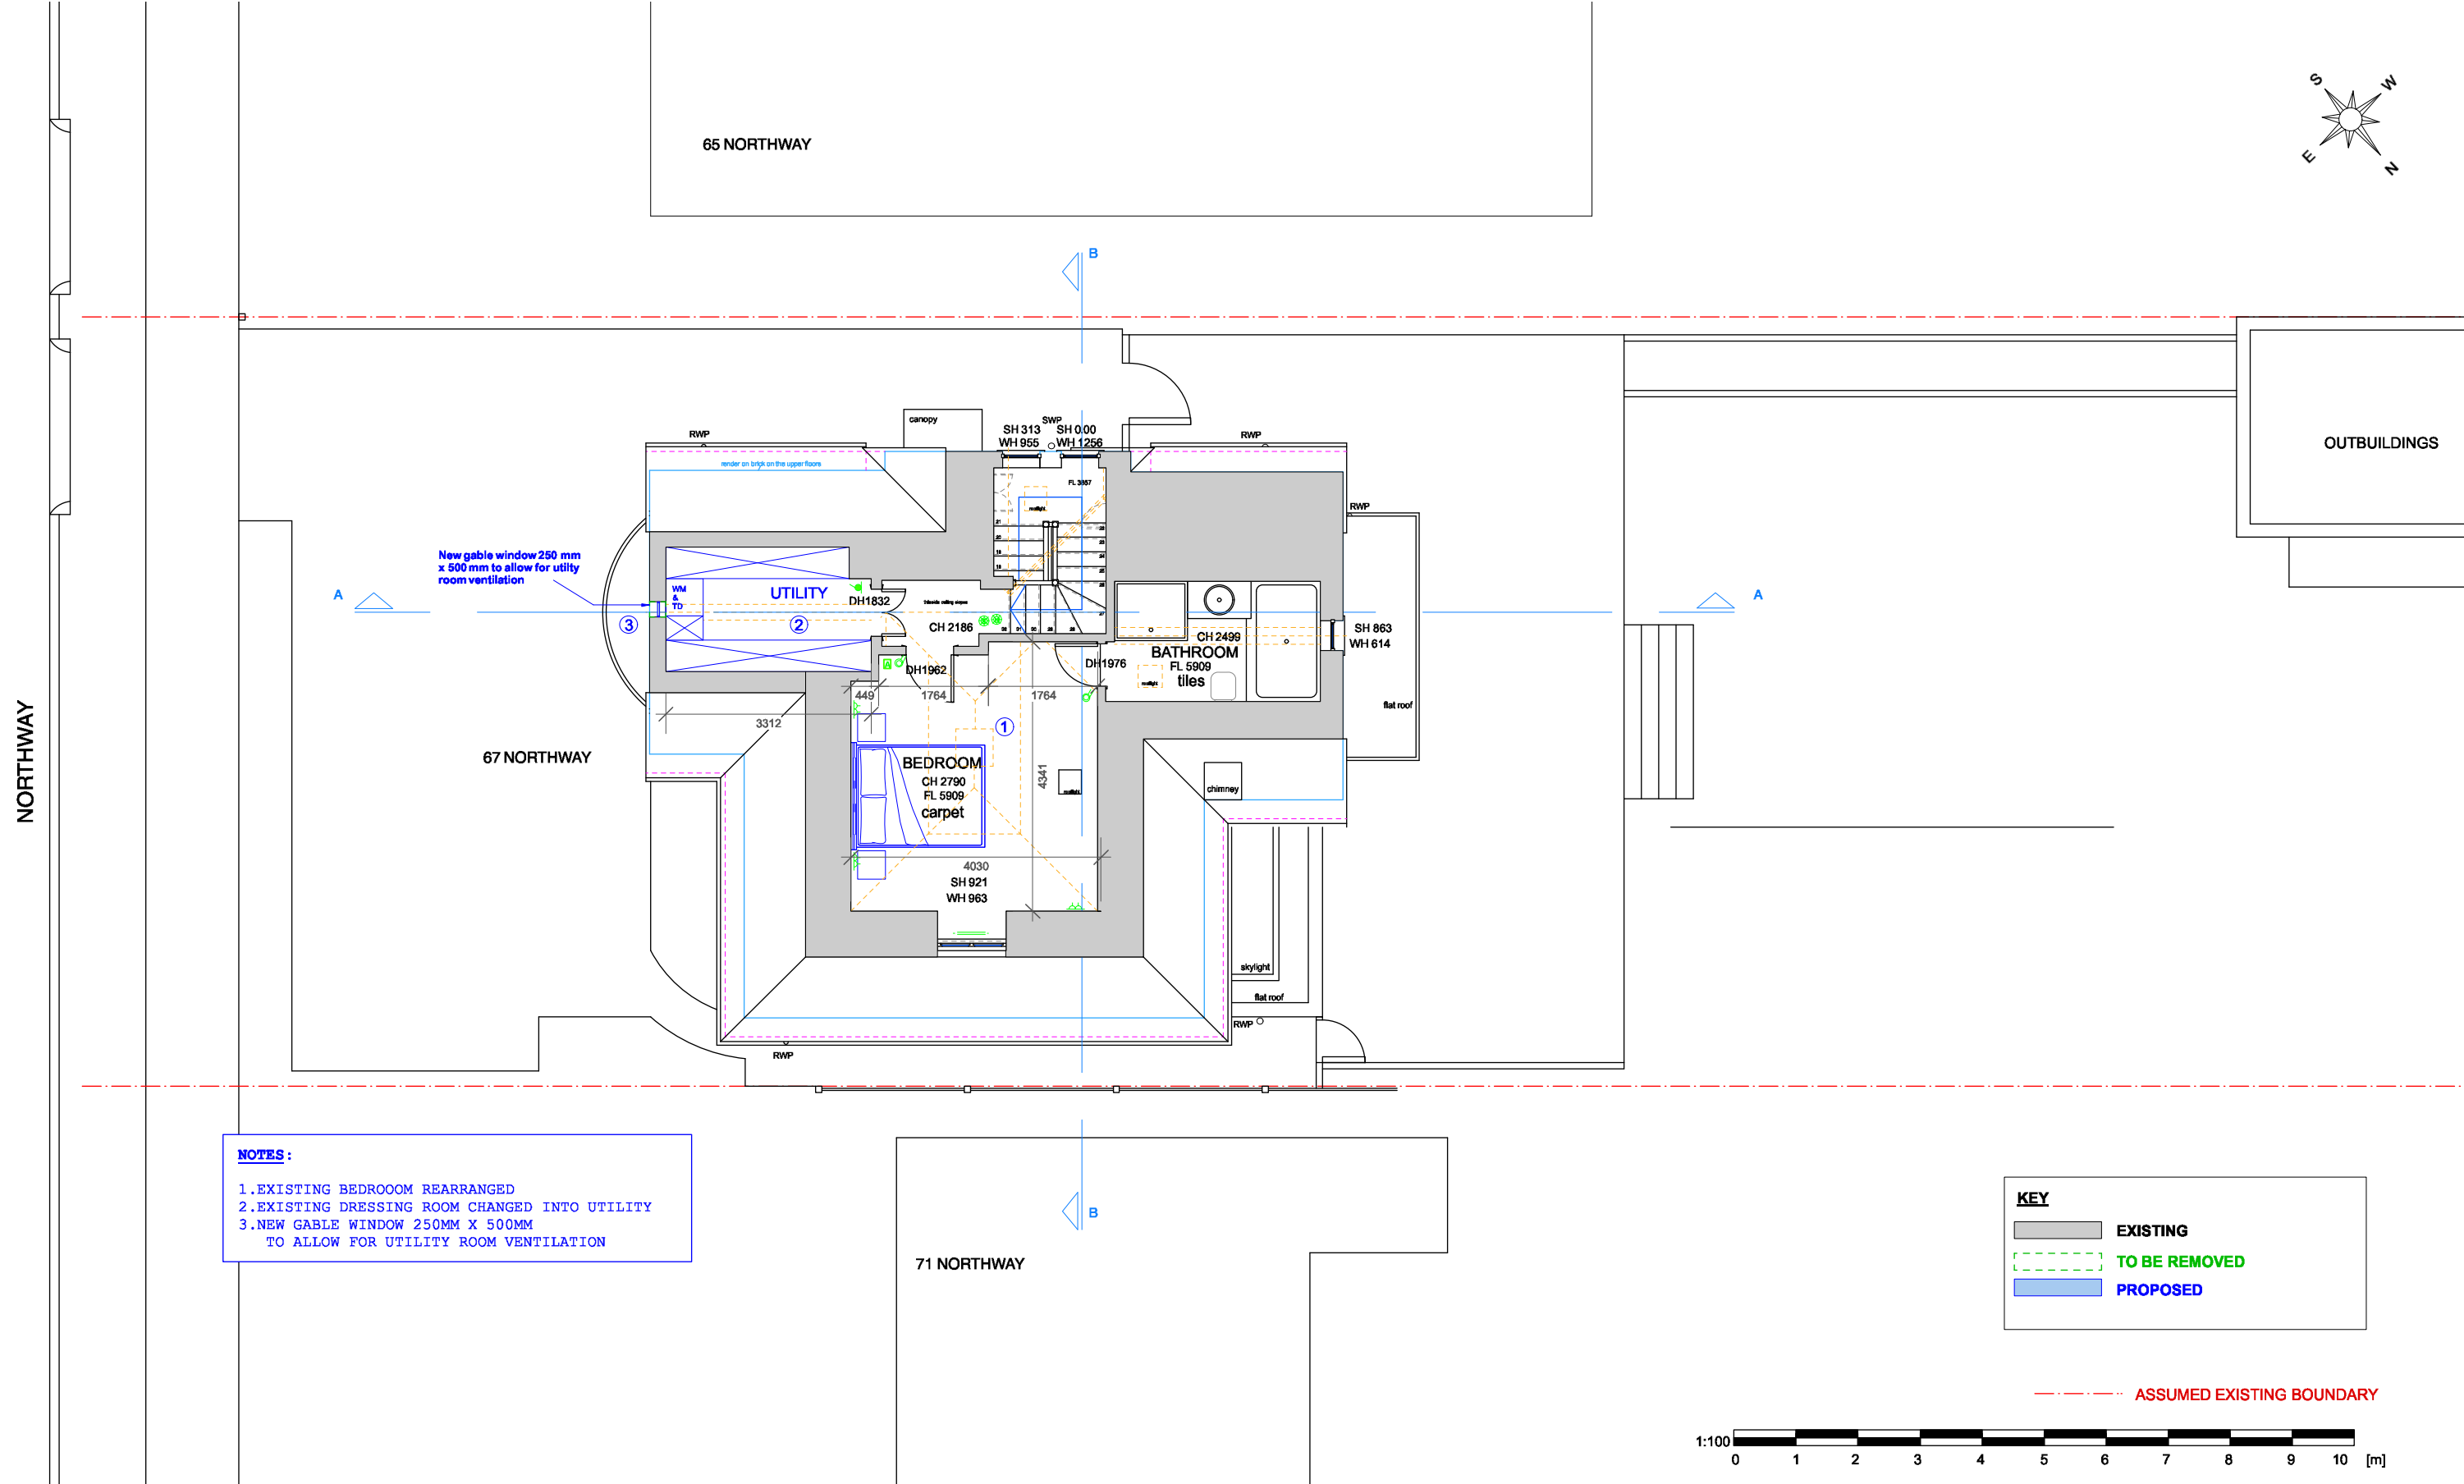 65 NORTHWAY
S
W
E
N
B
canopy
SWP
SH 313
SH 0.00
WH 955
WH 1256
RWP
RWP
render on brick on the upper floors
FL 3857
RWP
OUTBUILDINGS
New gable window 250 mm
x 500 mm to allow for utilty
room ventilation
A
A
WM
&
TD
UTILITY
DH1832
CH 2186
3
2
CH 2499
BATHROOM
FL 5909
tiles
SH 863
WH 614
DH1962
DH1976
449
1764
1764
3312
1
flat roof
NORTHWAY
67 NORTHWAY
BEDROOM
CH 2790
FL 5909
carpet
4341
rooflight
chimney
4030
SH 921
WH 963
skylight
flat roof
RWP
RWP
NOTES:
1.EXISTING BEDROOOM REARRANGED
2.EXISTING DRESSING ROOM CHANGED INTO UTILITY
3.NEW GABLE WINDOW 250MM X 500MM
TO ALLOW FOR UTILITY ROOM VENTILATION
B
71 NORTHWAY
KEY
EXISTING
TO BE REMOVED
PROPOSED
ASSUMED EXISTING BOUNDARY
1:100
0 1 2 3 4 5 6 7 8 9 10 [m]